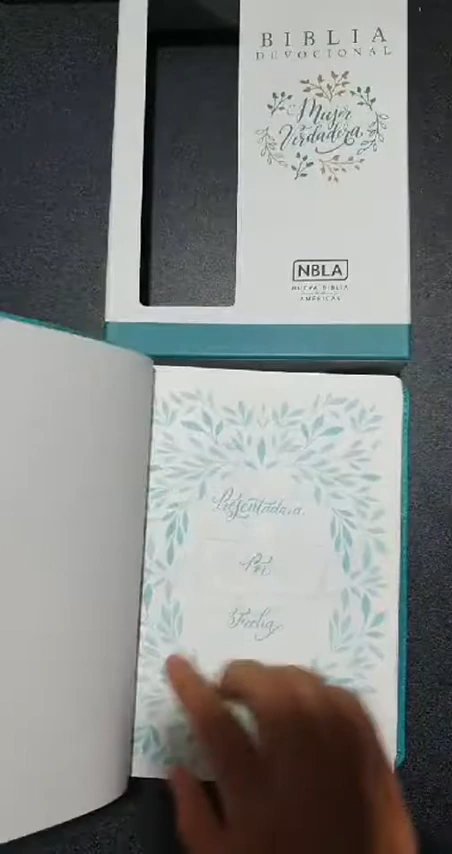 BIBLIA
DEVOCIONAL
Mujer
Verdadera
NBLA
NUEVA BIBLIA
AMÉRICAS
Presentada a
Por
Fecha